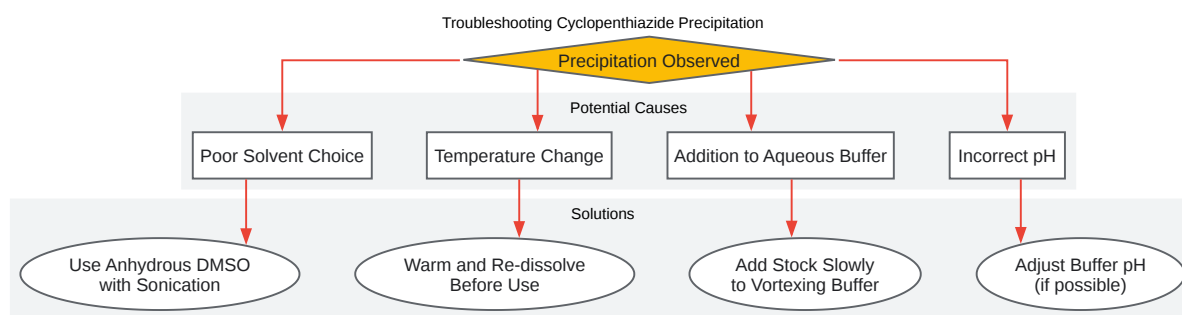 Troubleshooting Cyclopenthiazide Precipitation
Precipitation Observed
Potential Causes
Poor Solvent Choice
Temperature Change
Addition to Aqueous Buffer
Incorrect pH
Solutions
Use Anhydrous DMSO
with Sonication
Warm and Re-dissolve
Before Use
Add Stock Slowly
to Vortexing Buffer
Adjust Buffer pH
(if possible)